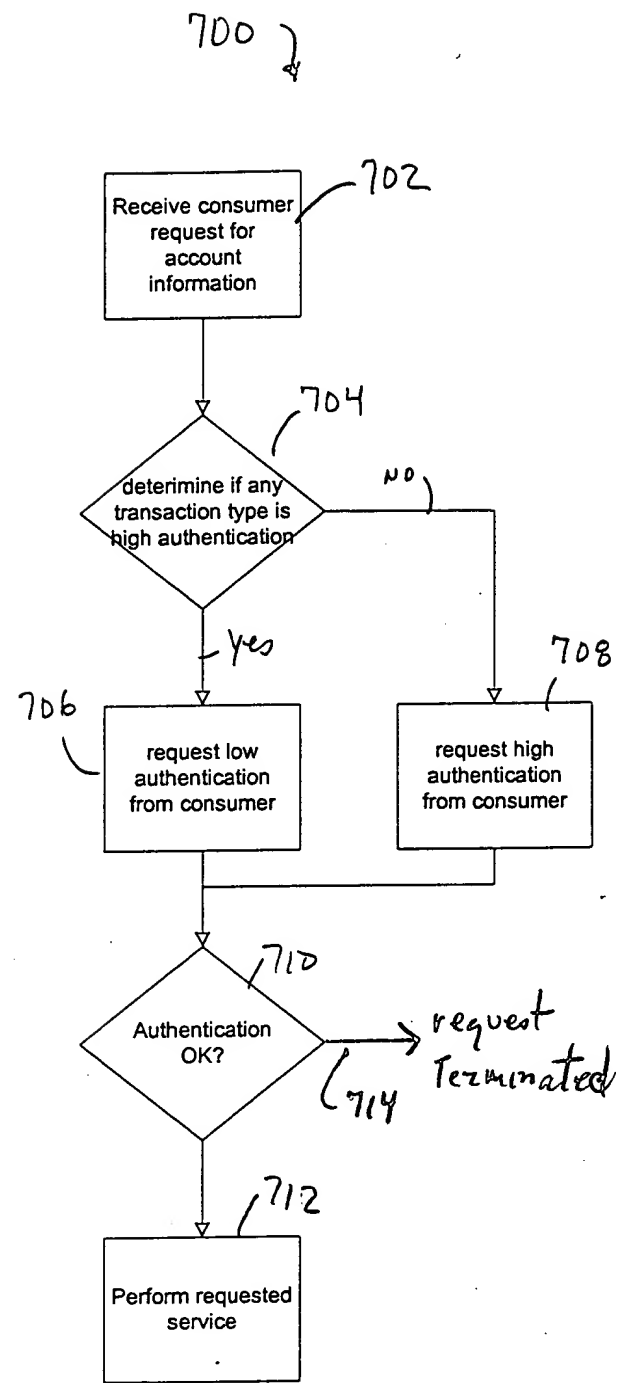 700
702
Receive consumer
request for
account
information
704
deterimine if any
transaction type is
high authentication
NO
Yes
706
708
request low
authentication
from consumer
request high
authentication
from consumer
710
Authentication
OK?
request
Terminated
714
712
Perform requested
service